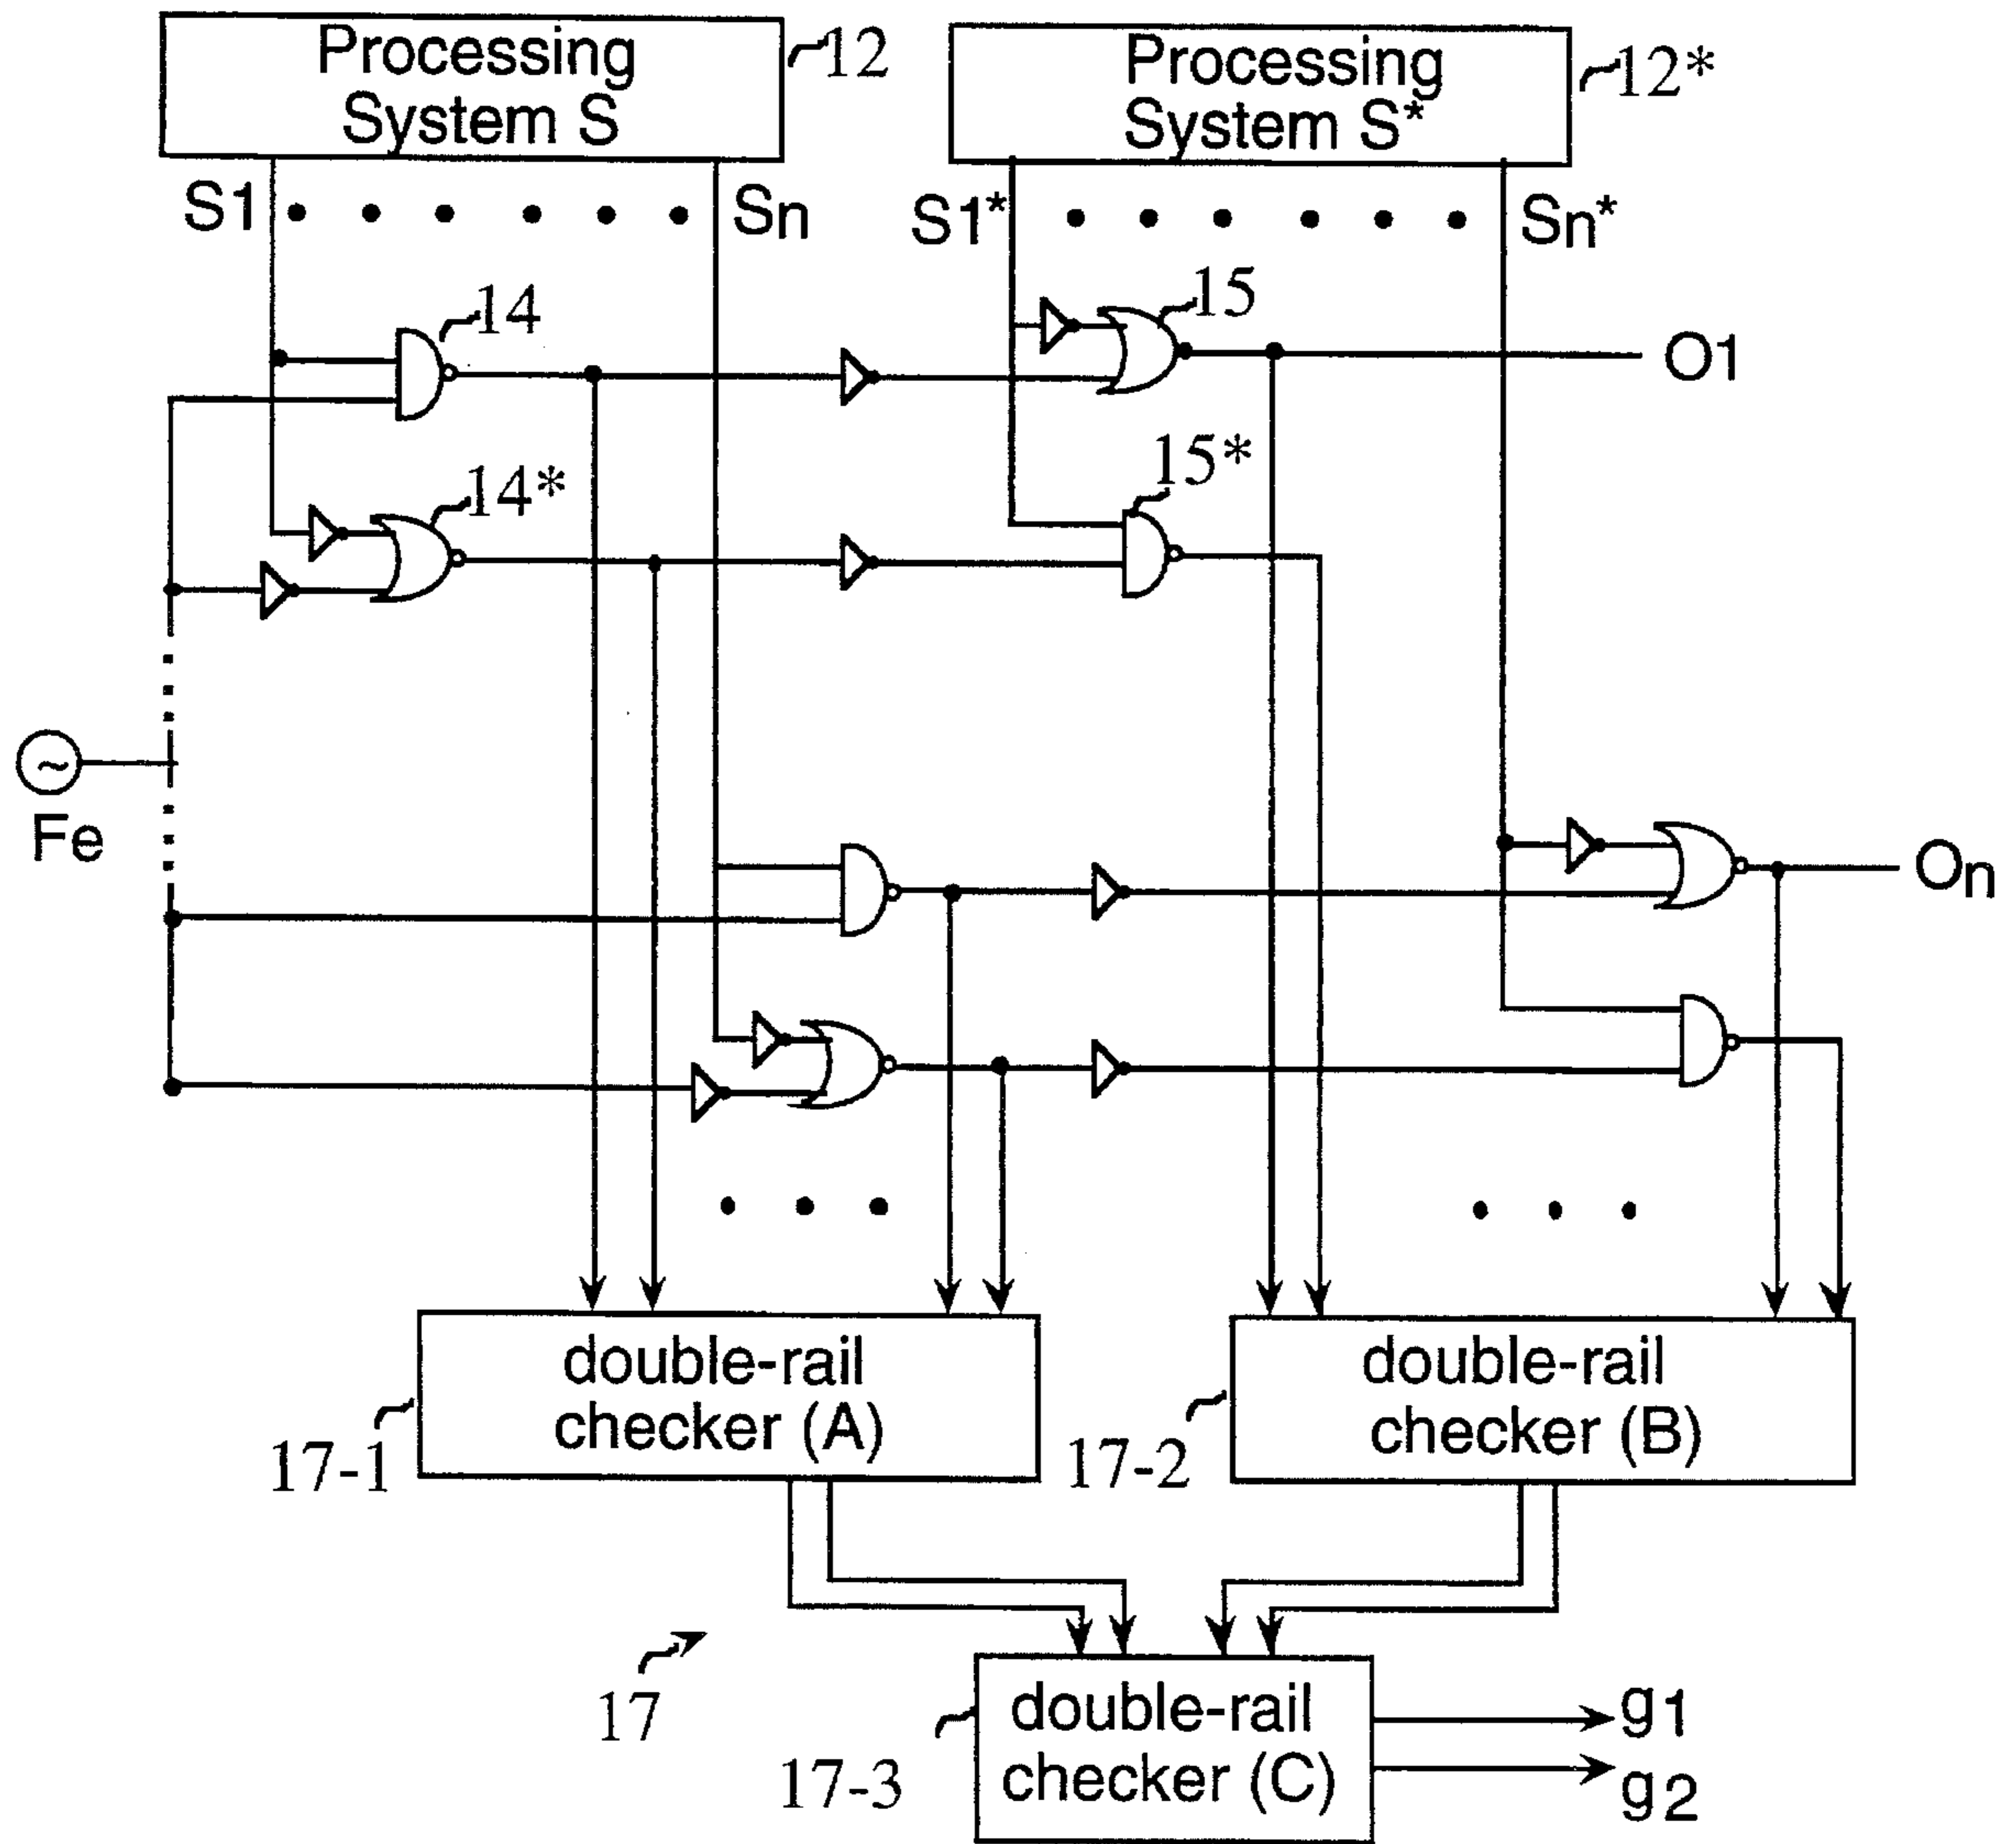 Processing
System S
12
Processing
System S*
12*
S1
Sn
S1*
Sn*
14
15
O1
14*
15*
Fe
On
double-rail
checker (A)
17-1
double-rail
checker (B)
17-2
17
double-rail
checker (C)
17-3
g1
g2